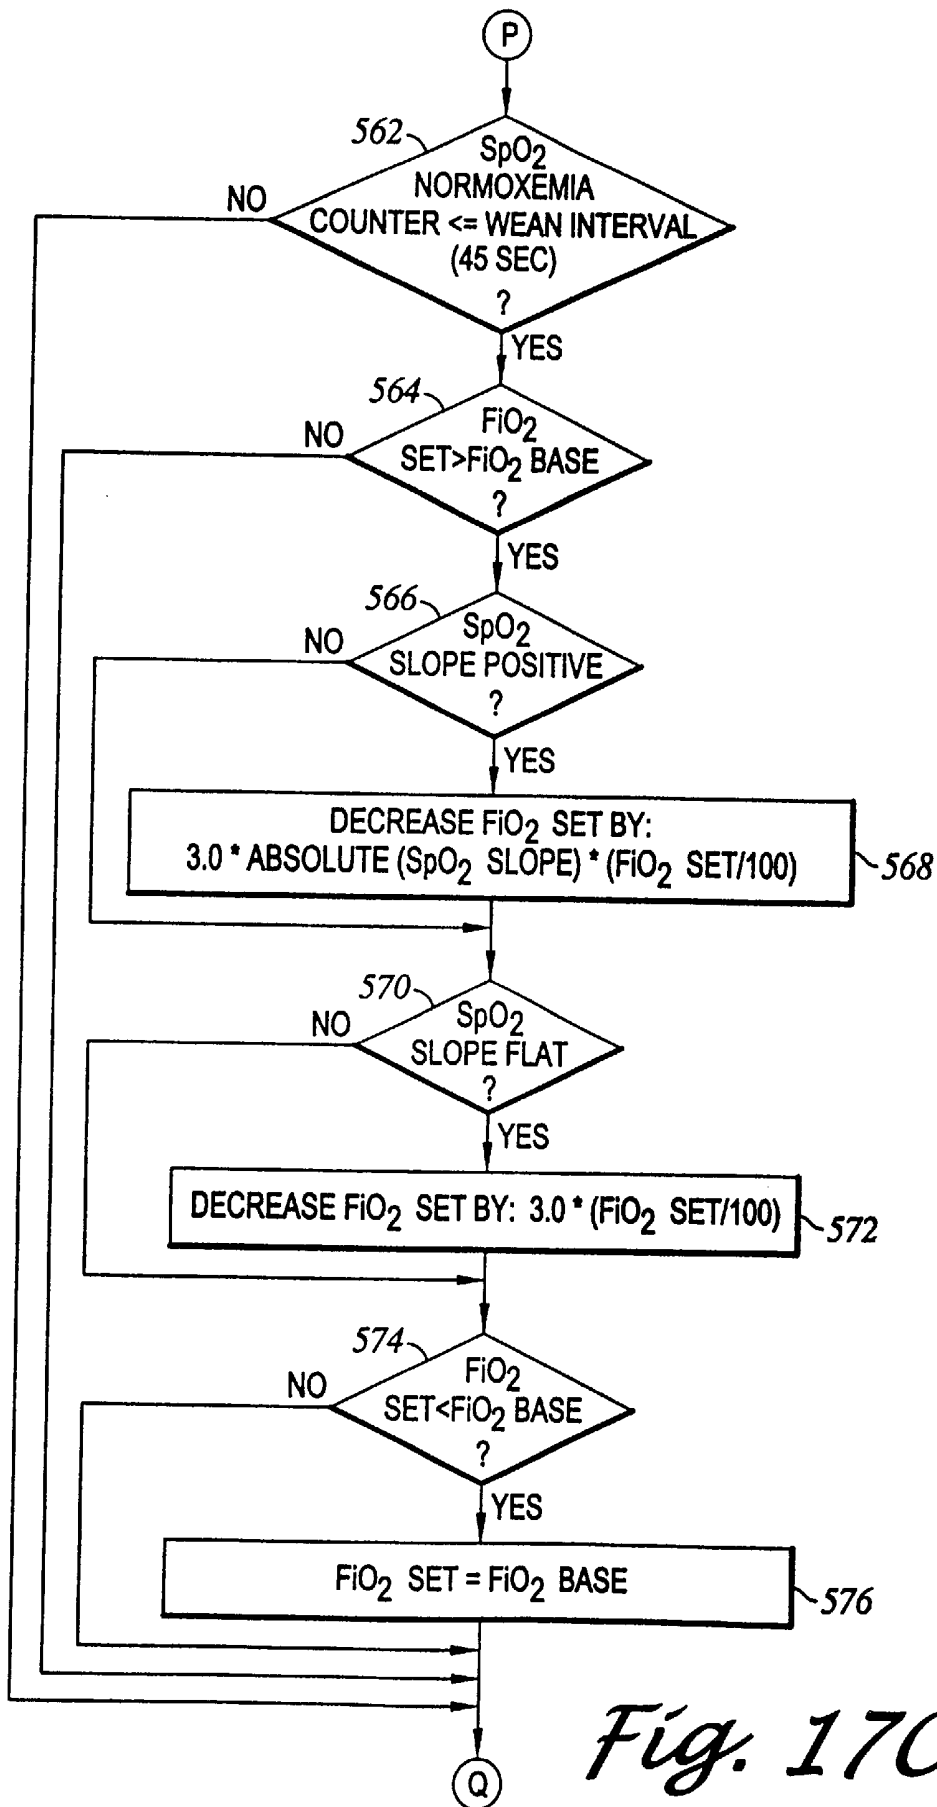 P
562
SpO2
NORMOXEMIA
COUNTER <= WEAN INTERVAL
(45 SEC)
?
NO
YES
564
FiO2
SET>FiO2 BASE
?
NO
YES
566
SpO2
SLOPE POSITIVE
?
NO
YES
DECREASE FiO2 SET BY:
3.0 * ABSOLUTE (SpO2 SLOPE) * (FiO2 SET/100)
568
570
SpO2
SLOPE FLAT
?
NO
YES
DECREASE FiO2 SET BY: 3.0 * (FiO2 SET/100)
572
574
FiO2
SET<FiO2 BASE
?
NO
YES
FiO2 SET = FiO2 BASE
576
Q
Fig. 17C